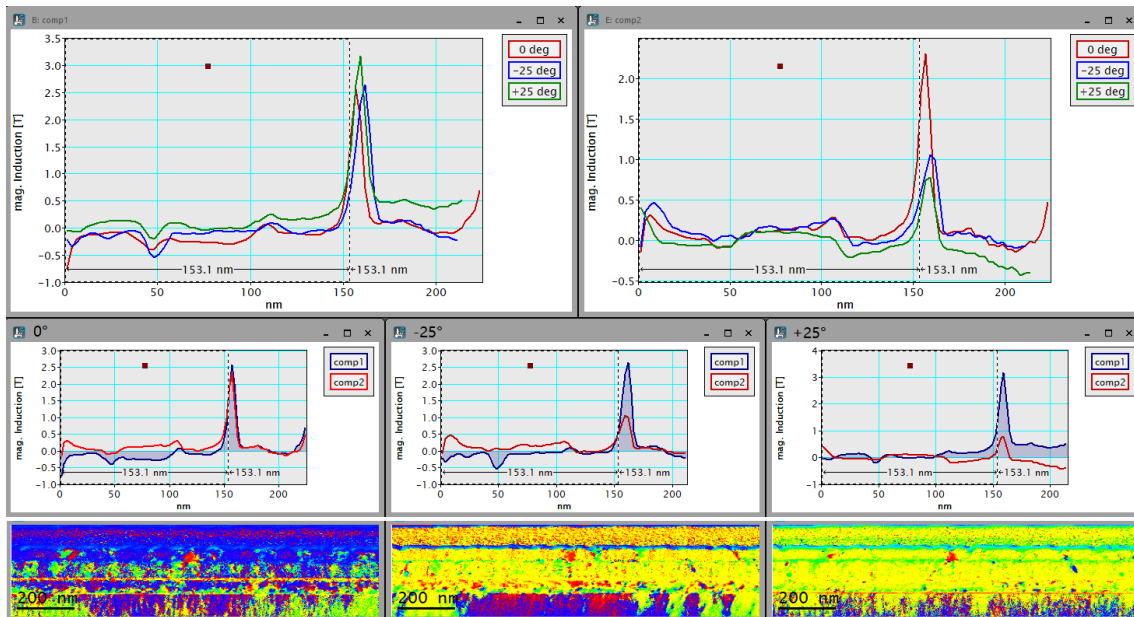 B: comp1
3.5
3.0
2.5
2.0
1.5
1.0
0.5
0.0
-0.5
-1.0
mag. Induction [T]
0 50 100 150 200
nm
153.1 nm 153.1 nm
0 deg
-25 deg
+25 deg
E: comp2
2.0
1.5
1.0
0.5
0.0
-0.5
mag. Induction [T]
0 50 100 150 200
nm
153.1 nm 153.1 nm
0 deg
-25 deg
+25 deg
0°
3.0
2.5
2.0
1.5
1.0
0.5
0.0
-0.5
-1.0
mag. Induction [T]
0 50 100 150 200
nm
153.1 nm 153.1 nm
comp1
comp2
-25°
3.0
2.5
2.0
1.5
1.0
0.5
0.0
-0.5
-1.0
mag. Induction [T]
0 50 100 150 200
nm
153.1 nm 153.1 nm
comp1
comp2
+25°
4
3
2
1
0
-1
mag. Induction [T]
0 50 100 150 200
nm
153.1 nm 153.1 nm
comp1
comp2
200 nm
200 nm
200 nm